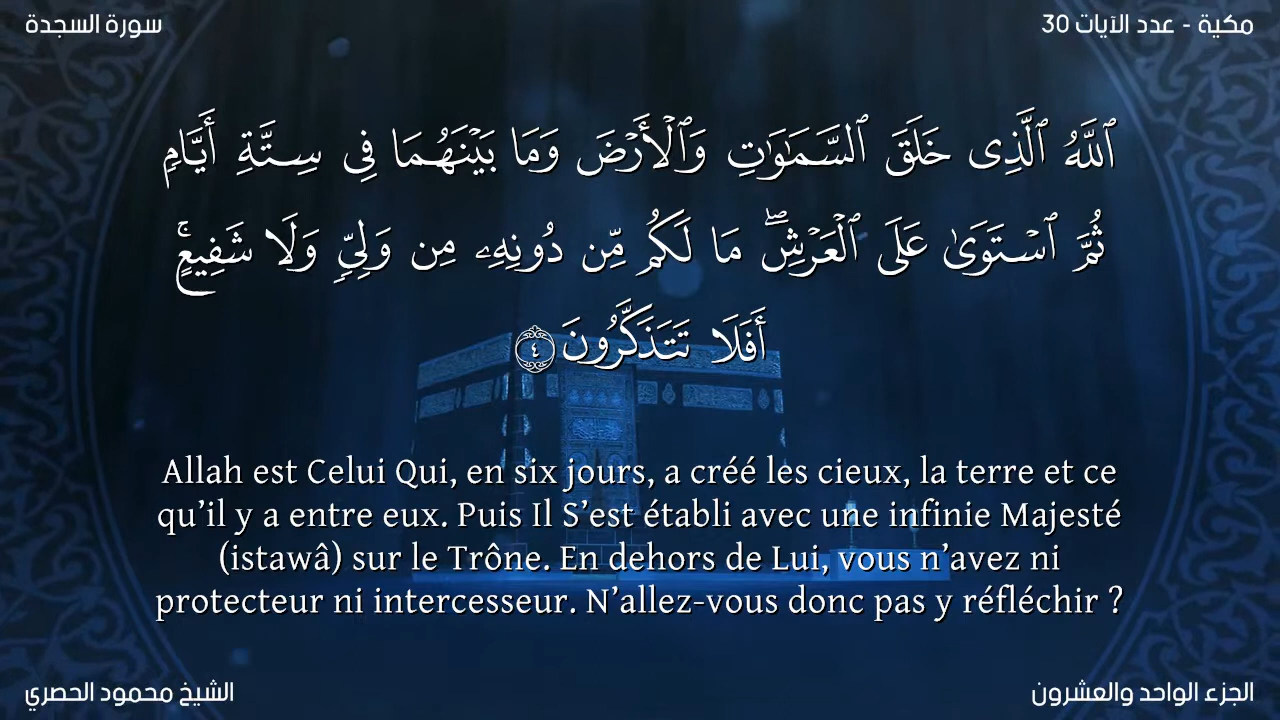 سورة السجدة
مكية - عدد الآيات 30
ٱللَّهُ ٱلَّذِى خَلَقَ ٱلسَّمَٰوَٰتِ وَٱلْأَرْضَ وَمَا بَيْنَهُمَا فِى سِتَّةِ أَيَّامٍ
ثُمَّ ٱسْتَوَىٰ عَلَى ٱلْعَرْشِ ۖ مَا لَكُم مِّن دُونِهِۦ مِن وَلِىٍّ وَلَا شَفِيعٍ ۚ
أَفَلَا تَتَذَكَّرُونَ ٤
Allah est Celui Qui, en six jours, a créé les cieux, la terre et ce
qu’il y a entre eux. Puis Il S’est établi avec une infinie Majesté
(istawâ) sur le Trône. En dehors de Lui, vous n’avez ni
protecteur ni intercesseur. N’allez-vous donc pas y réfléchir ?
الشيخ محمود الحصري
الجزء الواحد والعشرون